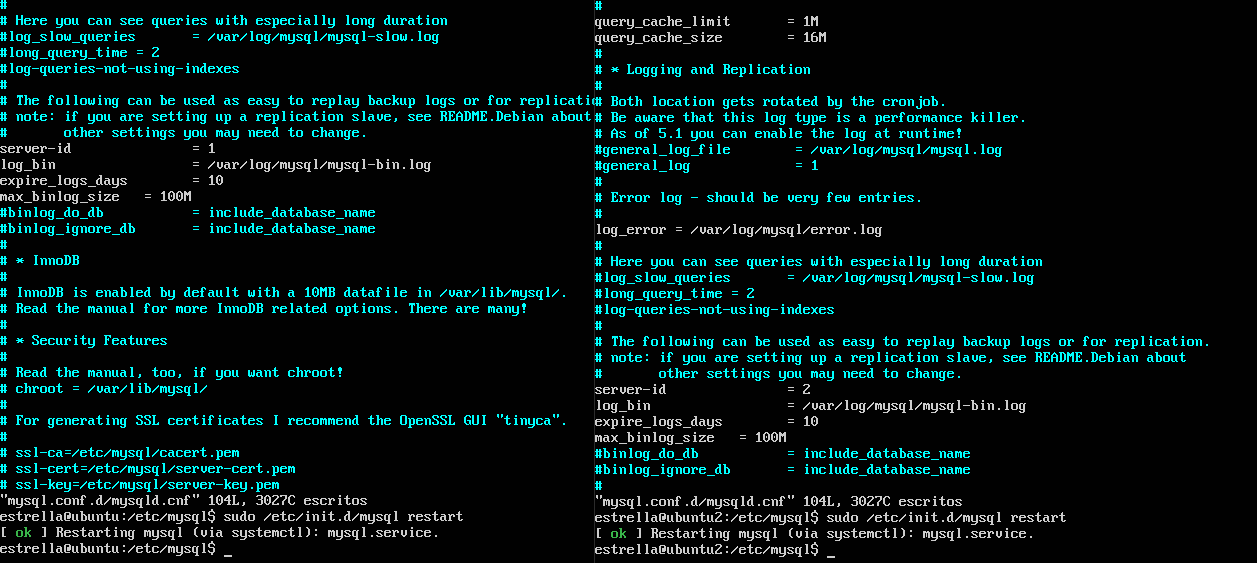 #
# Here you can see queries with especially long duration
#log_slow_queries       = /var/log/mysql/mysql-slow.log
#long_query_time = 2
#log-queries-not-using-indexes
#
# The following can be used as easy to replay backup logs or for replicatio
# note: if you are setting up a replication slave, see README.Debian about
#       other settings you may need to change.
server-id               = 1
log_bin                 = /var/log/mysql/mysql-bin.log
expire_logs_days        = 10
max_binlog_size   = 100M
#binlog_do_db           = include_database_name
#binlog_ignore_db       = include_database_name
#
# * InnoDB
#
# InnoDB is enabled by default with a 10MB datafile in /var/lib/mysql/.
# Read the manual for more InnoDB related options. There are many!
#
# * Security Features
#
# Read the manual, too, if you want chroot!
# chroot = /var/lib/mysql/
#
# For generating SSL certificates I recommend the OpenSSL GUI "tinyca".
#
# ssl-ca=/etc/mysql/cacert.pem
# ssl-cert=/etc/mysql/server-cert.pem
# ssl-key=/etc/mysql/server-key.pem
"mysql.conf.d/mysqld.cnf" 104L, 3027C escritos
estrella@ubuntu:/etc/mysql$ sudo /etc/init.d/mysql restart
[ ok ] Restarting mysql (via systemctl): mysql.service.
estrella@ubuntu:/etc/mysql$ _
#
query_cache_limit       = 1M
query_cache_size        = 16M
#
# * Logging and Replication
#
# Both location gets rotated by the cronjob.
# Be aware that this log type is a performance killer.
# As of 5.1 you can enable the log at runtime!
#general_log_file        = /var/log/mysql/mysql.log
#general_log             = 1
#
# Error log - should be very few entries.
#
log_error = /var/log/mysql/error.log
#
# Here you can see queries with especially long duration
#log_slow_queries       = /var/log/mysql/mysql-slow.log
#long_query_time = 2
#log-queries-not-using-indexes
#
# The following can be used as easy to replay backup logs or for replication.
# note: if you are setting up a replication slave, see README.Debian about
#       other settings you may need to change.
server-id               = 2
log_bin                 = /var/log/mysql/mysql-bin.log
expire_logs_days        = 10
max_binlog_size   = 100M
#binlog_do_db           = include_database_name
#binlog_ignore_db       = include_database_name
#
"mysql.conf.d/mysqld.cnf" 104L, 3027C escritos
estrella@ubuntu2:/etc/mysql$ sudo /etc/init.d/mysql restart
[ ok ] Restarting mysql (via systemctl): mysql.service.
estrella@ubuntu2:/etc/mysql$ _